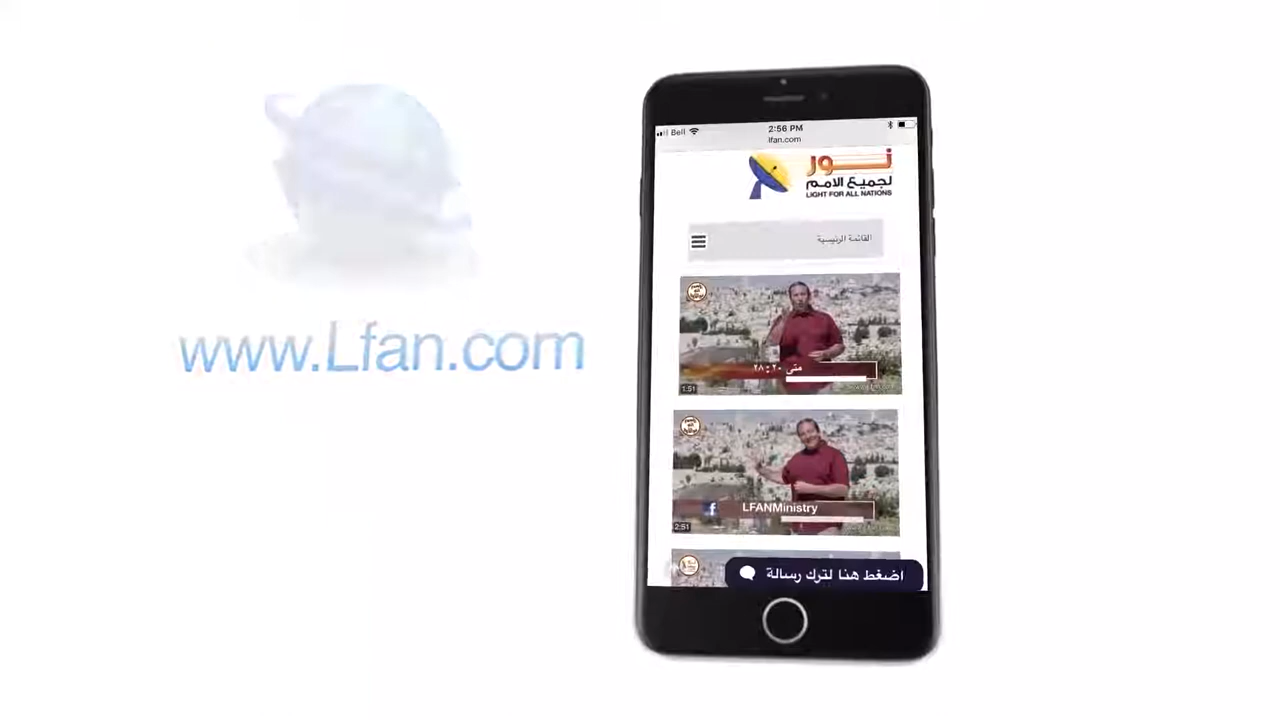 www.Lfan.com
Bell
2:56 PM
lfan.com
نور
لجميع الامم
LIGHT FOR ALL NATIONS
القائمة الرئيسية
متى ٢٠:٢٨
1:51
LFANMinistry
2:51
اضغط هنا لترك رسالة